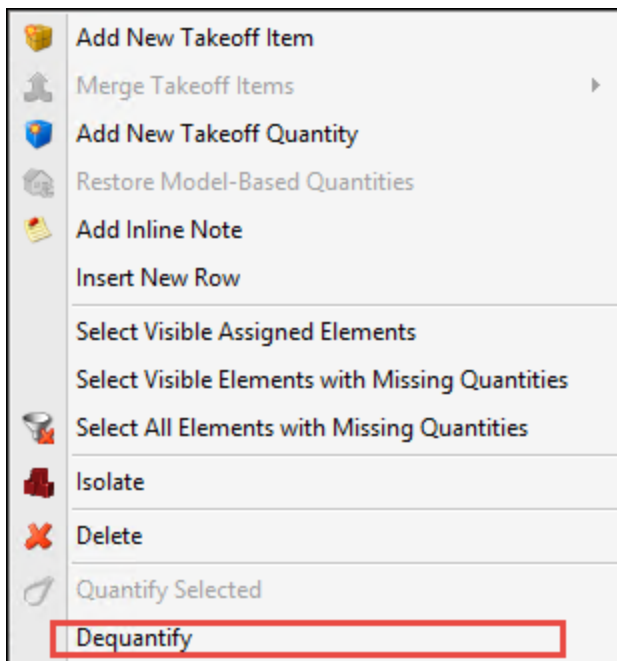 Add New Takeoff Item
Merge Takeoff Items
Add New Takeoff Quantity
Restore Model-Based Quantities
Add Inline Note
Insert New Row
Select Visible Assigned Elements
Select Visible Elements with Missing Quantities
Select All Elements with Missing Quantities
Isolate
Delete
Quantify Selected
Dequantify